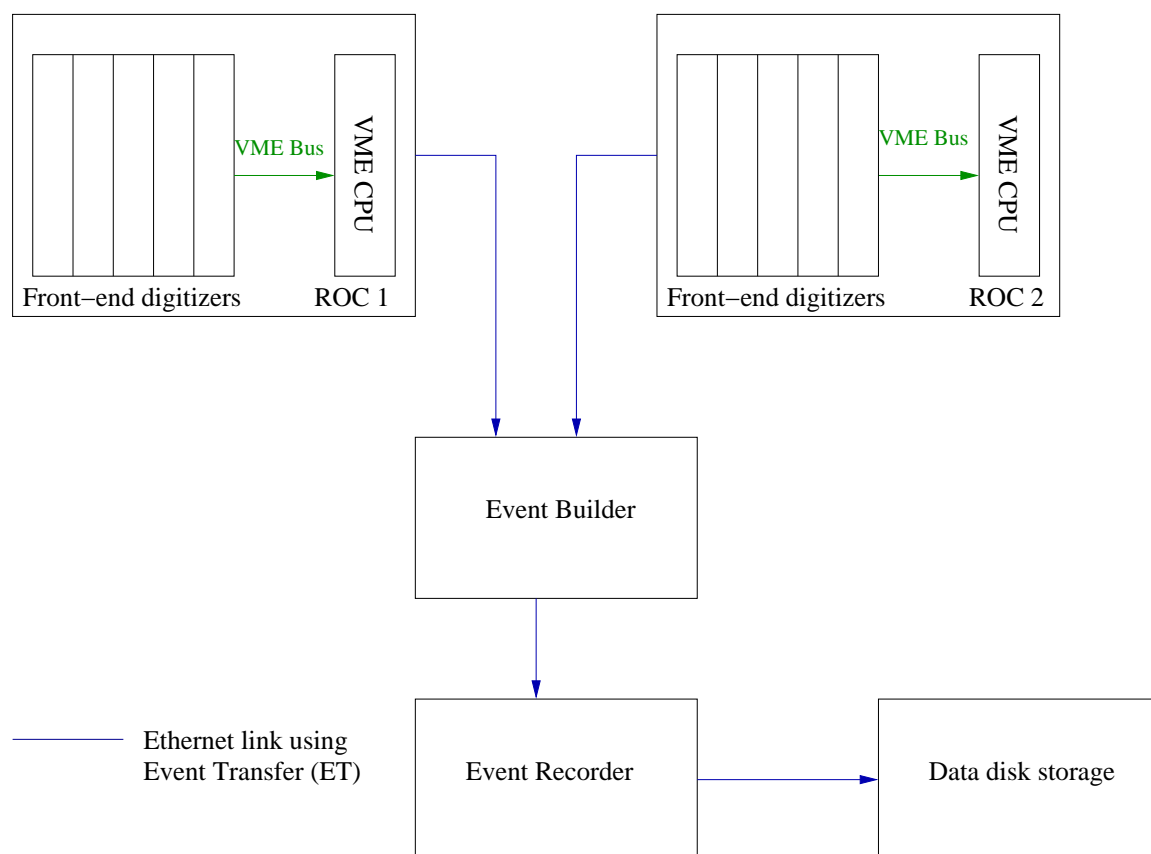 VME Bus
VME CPU
Front−end digitizers
ROC 1
VME Bus
VME CPU
Front−end digitizers
ROC 2
Event Builder
Ethernet link using
Event Transfer (ET)
Event Recorder
Data disk storage